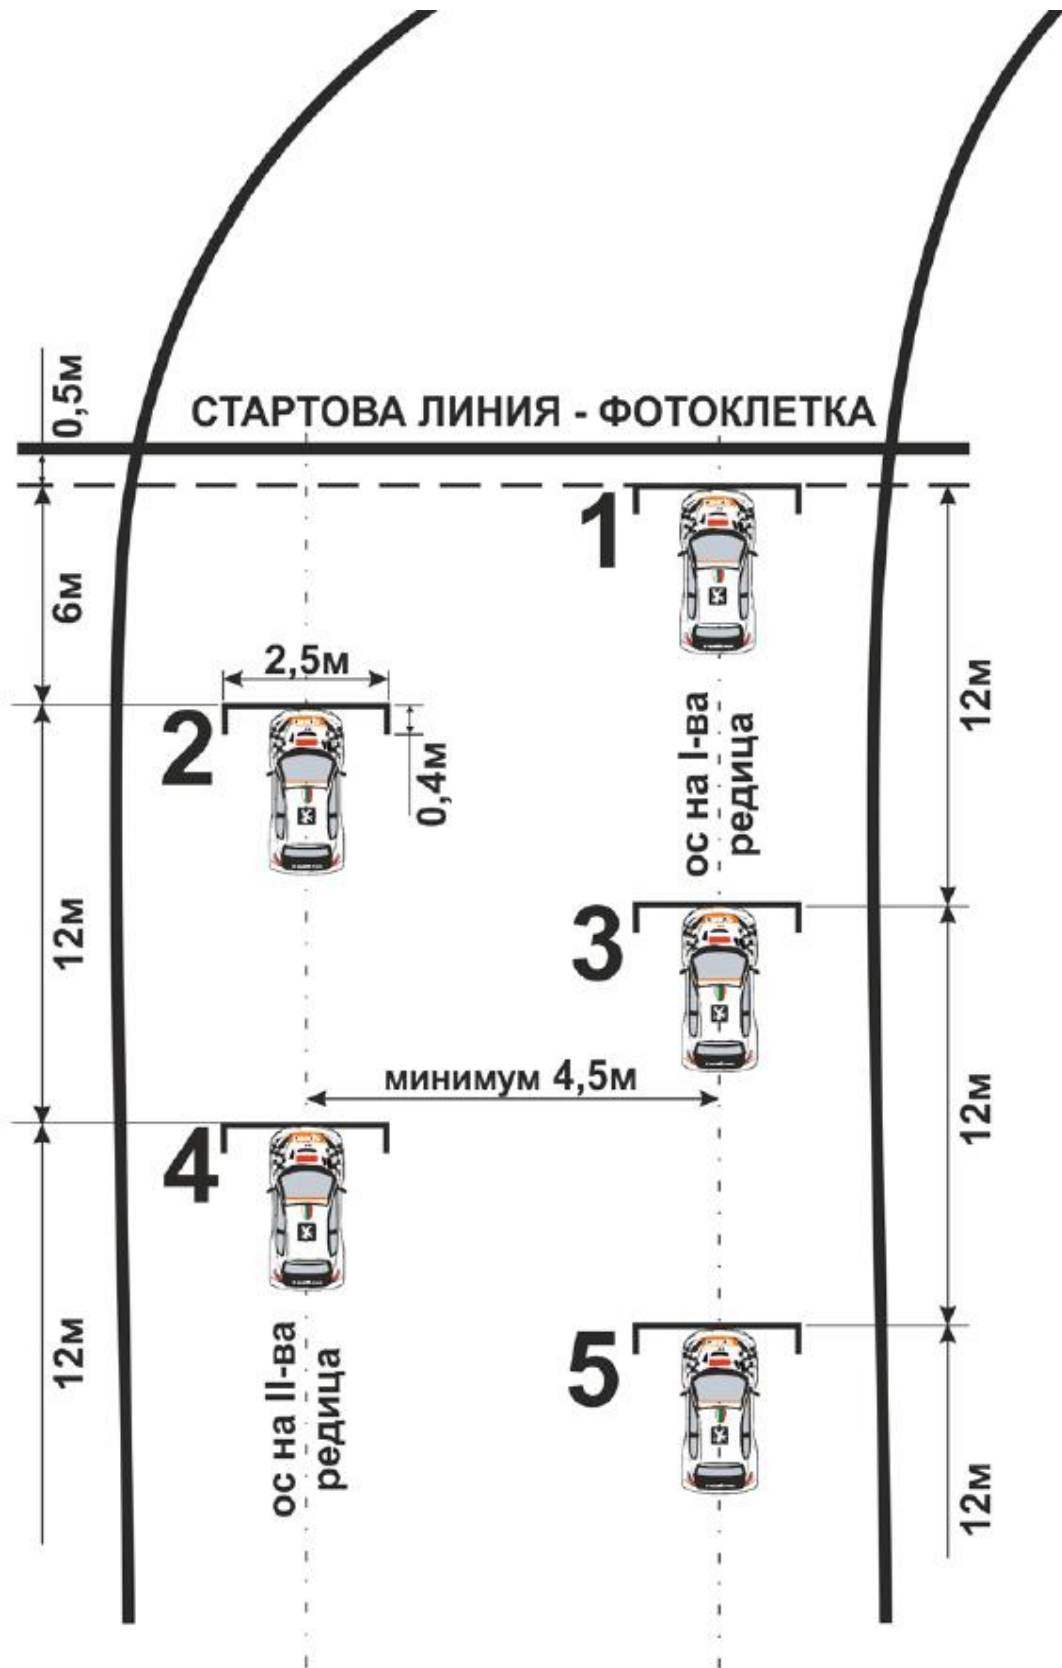 0,5м
СТАРТОВА ЛИНИЯ - ФОТОКЛЕТКА
1
6м
2,5м
12м
2
0,4м
ос на I-ва
редица
12м
3
минимум 4,5м
12м
4
12м
5
ос на II-ва
редица
12м